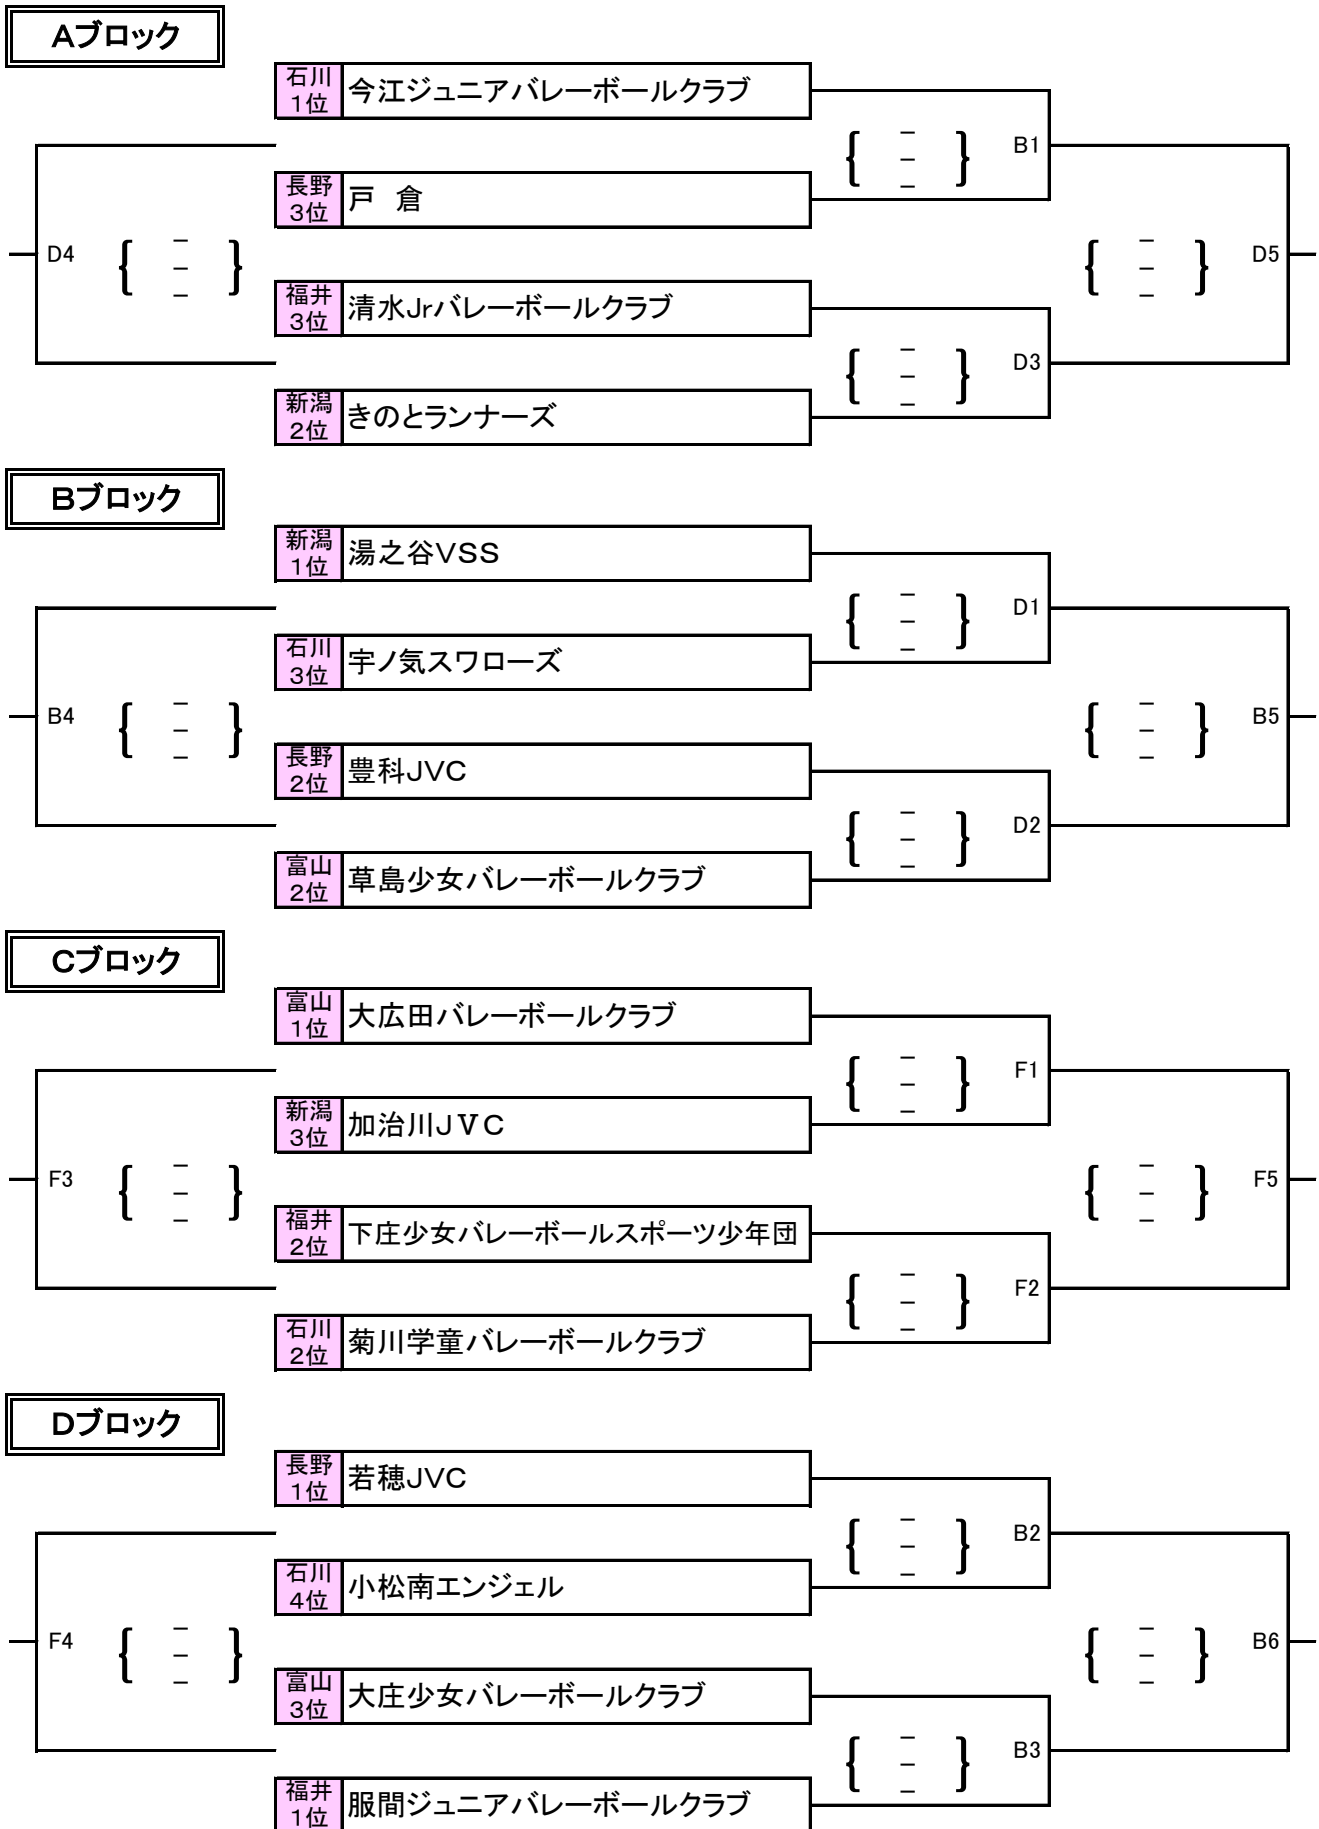 Aブロック
石川
1位
今江ジュニアバレーボールクラブ
{ － － － }
B1
長野
3位
戸　倉
D4
{ － － － }
{ － － － }
D5
福井
3位
清水Jrバレーボールクラブ
{ － － － }
D3
新潟
2位
きのとランナーズ
Bブロック
新潟
1位
湯之谷VSS
{ － － － }
D1
石川
3位
宇ノ気スワローズ
B4
{ － － － }
{ － － － }
B5
長野
2位
豊科JVC
{ － － － }
D2
富山
2位
草島少女バレーボールクラブ
Cブロック
富山
1位
大広田バレーボールクラブ
{ － － － }
F1
新潟
3位
加治川JＶC
F3
{ － － － }
{ － － － }
F5
福井
2位
下庄少女バレーボールスポーツ少年団
{ － － － }
F2
石川
2位
菊川学童バレーボールクラブ
Dブロック
長野
1位
若穂JVC
{ － － － }
B2
石川
4位
小松南エンジェル
F4
{ － － － }
{ － － － }
B6
富山
3位
大庄少女バレーボールクラブ
{ － － － }
B3
福井
1位
服間ジュニアバレーボールクラブ